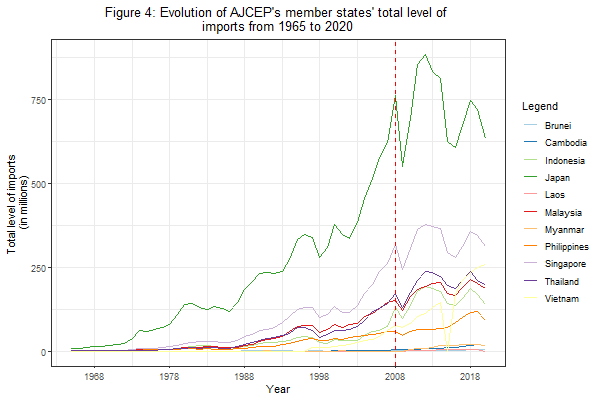 Figure 4: Evolution of AJCEP's member states' total level of
imports from 1965 to 2020
Total level of imports
(in millions)
750
500
250
0
1968 1978 1988 1998 2008 2018
Year
Legend
Brunei
Cambodia
Indonesia
Japan
Laos
Malaysia
Myanmar
Philippines
Singapore
Thailand
Vietnam